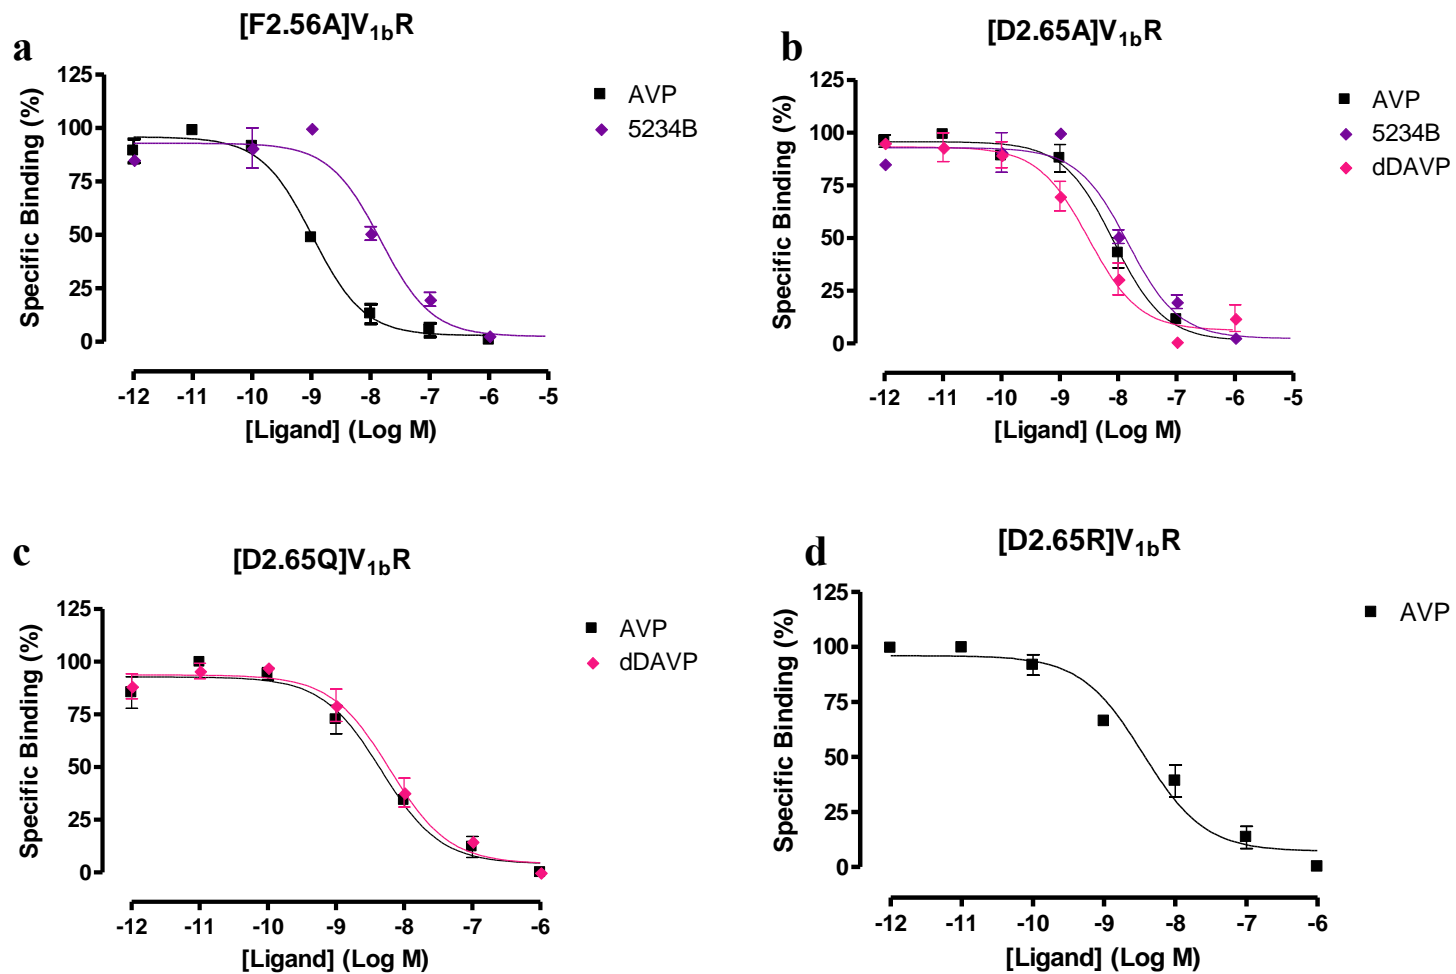 a
[F2.56A]V1bR
125
100
75
50
25
0
Specific Binding (%)
-12 -11 -10 -9 -8 -7 -6 -5
[Ligand] (Log M)
AVP
5234B
b
[D2.65A]V1bR
125
100
75
50
25
0
Specific Binding (%)
-12 -11 -10 -9 -8 -7 -6 -5
[Ligand] (Log M)
AVP
5234B
dDAVP
c
[D2.65Q]V1bR
125
100
75
50
25
0
Specific Binding (%)
-12 -11 -10 -9 -8 -7 -6
[Ligand] (Log M)
AVP
dDAVP
d
[D2.65R]V1bR
125
100
75
50
25
0
Specific Binding (%)
-12 -11 -10 -9 -8 -7 -6
[Ligand] (Log M)
AVP